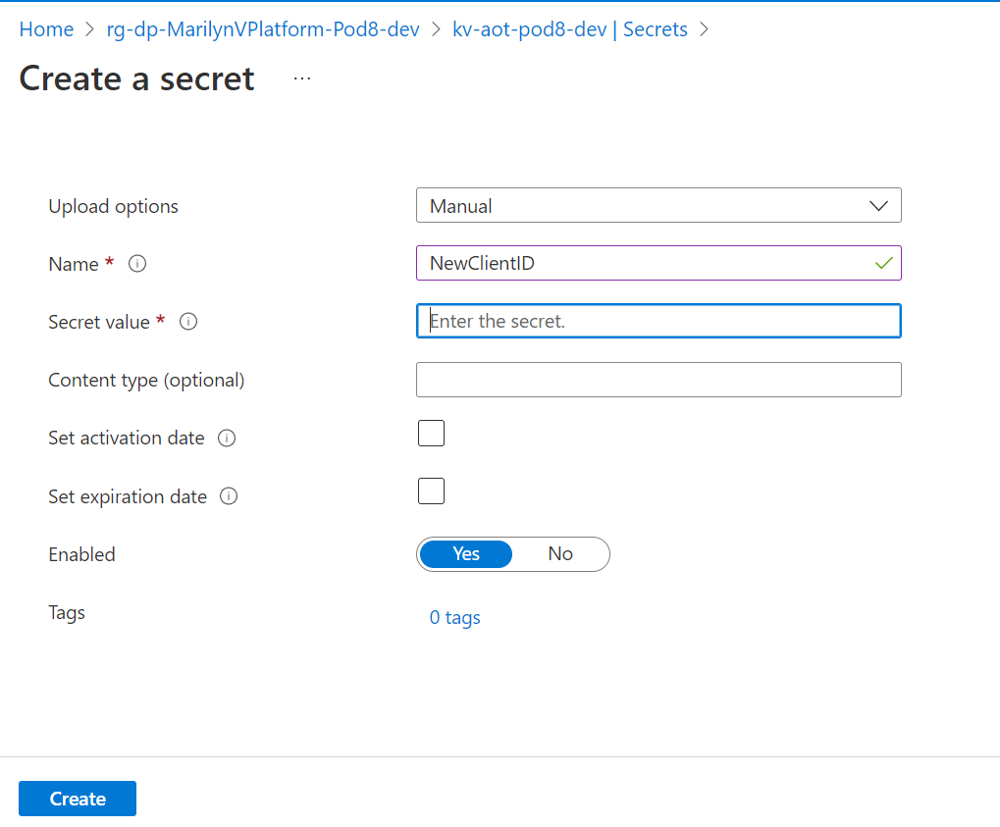 Home > rg-dp-MarilynVPlatform-Pod8-dev > kv-aot-pod8-dev | Secrets >
Create a secret ...
Upload options Manual
Name * NewClientID
Secret value * Enter the secret.
Content type (optional)
Set activation date
Set expiration date
Enabled Yes No
Tags 0 tags
Create